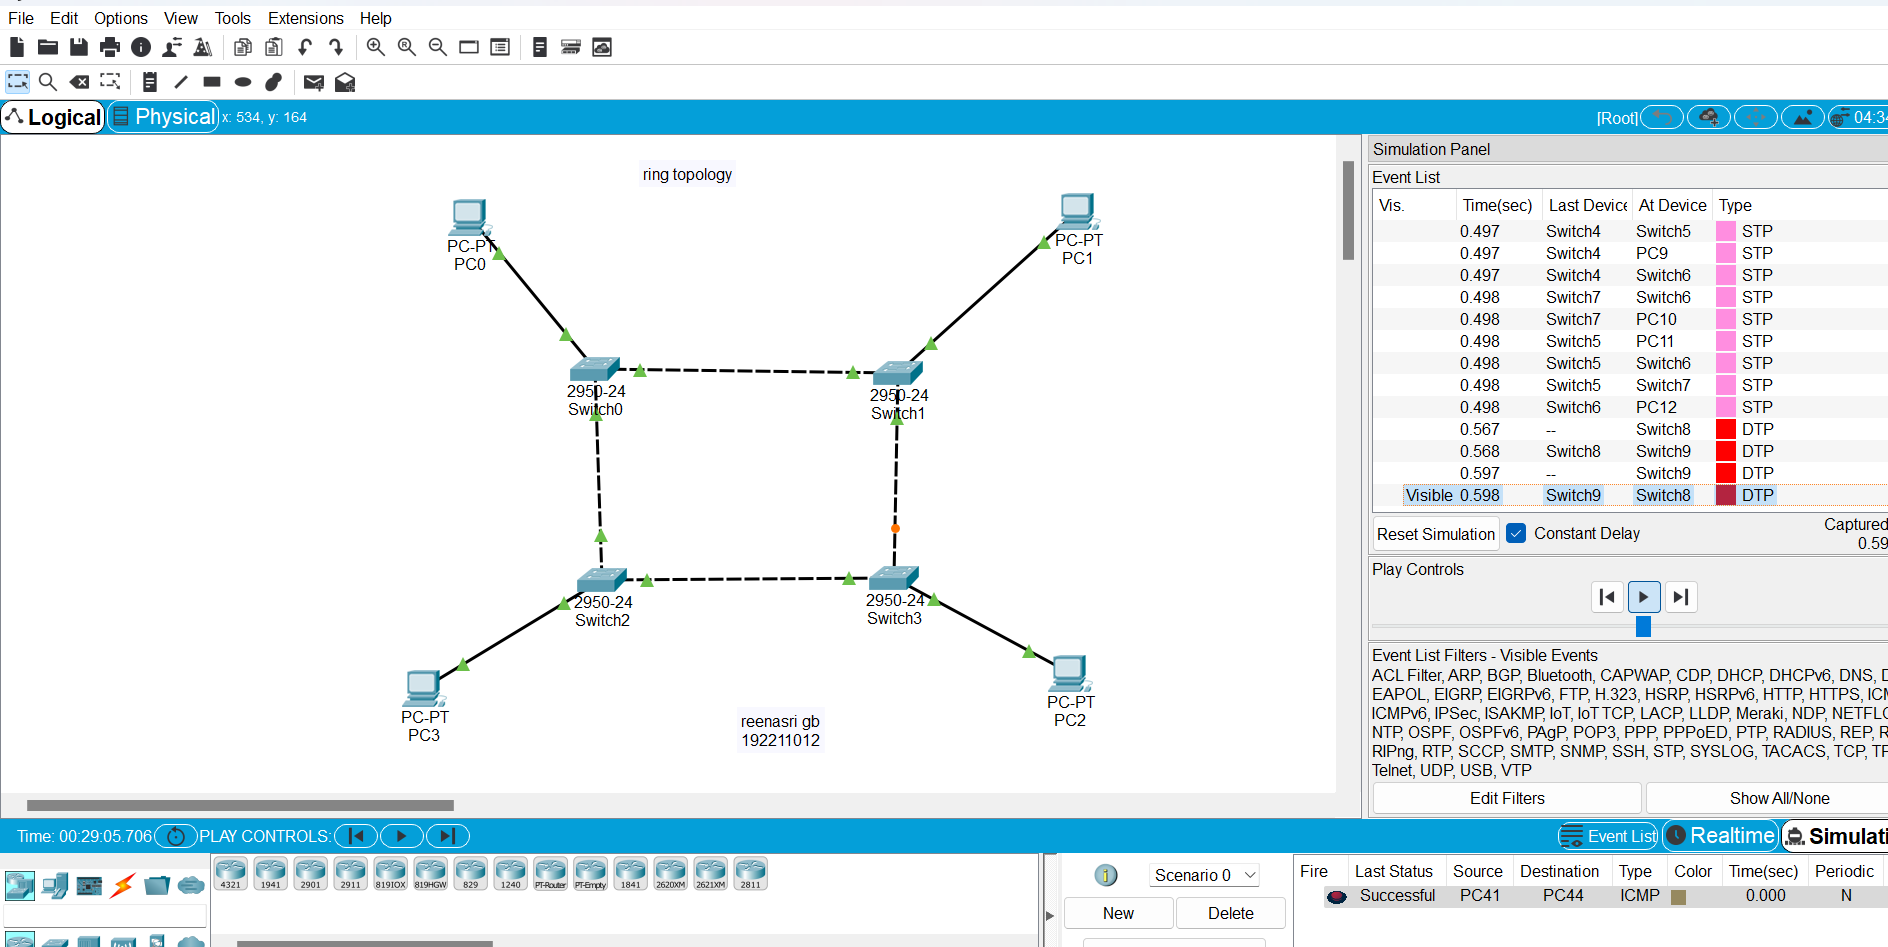 File Edit Options View Tools Extensions Help
Logical Physical x: 534, y: 164 [Root] 04:34
ring topology
PC-PT
PC0
PC-PT
PC1
2950-24
Switch0
2950-24
Switch1
2950-24
Switch2
2950-24
Switch3
PC-PT
PC3
PC-PT
PC2
reenasri gb
192211012
Simulation Panel
Event List
Vis. Time(sec) Last Device At Device Type
0.497 Switch4 Switch5 STP
0.497 Switch4 PC9 STP
0.497 Switch4 Switch6 STP
0.498 Switch7 Switch6 STP
0.498 Switch7 PC10 STP
0.498 Switch5 PC11 STP
0.498 Switch5 Switch6 STP
0.498 Switch5 Switch7 STP
0.498 Switch6 PC12 STP
0.567 -- Switch8 DTP
0.568 Switch8 Switch9 DTP
0.597 -- Switch9 DTP
Visible 0.598 Switch9 Switch8 DTP
Reset Simulation Constant Delay Captured
0.59
Play Controls
Event List Filters - Visible Events
ACL Filter, ARP, BGP, Bluetooth, CAPWAP, CDP, DHCP, DHCPv6, DNS, D
EAPOL, EIGRP, EIGRPv6, FTP, H.323, HSRP, HSRPv6, HTTP, HTTPS, ICM
ICMPv6, IPSec, ISAKMP, IoT, IoT TCP, LACP, LLDP, Meraki, NDP, NETFLO
NTP, OSPF, OSPFv6, PAgP, POP3, PPP, PPPoED, PTP, RADIUS, REP, R
RIPng, RTP, SCCP, SMTP, SNMP, SSH, STP, SYSLOG, TACACS, TCP, TF
Telnet, UDP, USB, VTP
Edit Filters Show All/None
Time: 00:29:05.706 PLAY CONTROLS: Event List Realtime Simulati
4321 1941 2901 2911 819IOX 819HGW 829 1240 PT-Router PT-Empty 1841 2620XM 2621XM 2811
Scenario 0
New Delete
Fire Last Status Source Destination Type Color Time(sec) Periodic
Successful PC41 PC44 ICMP 0.000 N